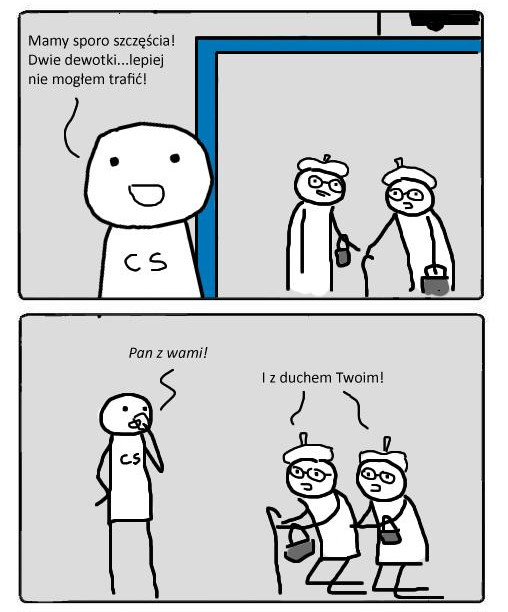 Mamy sporo szczęścia!
Dwie dewotki...lepiej
nie mogłem trafić!
CS
Pan z wami!
I z duchem Twoim!
CS